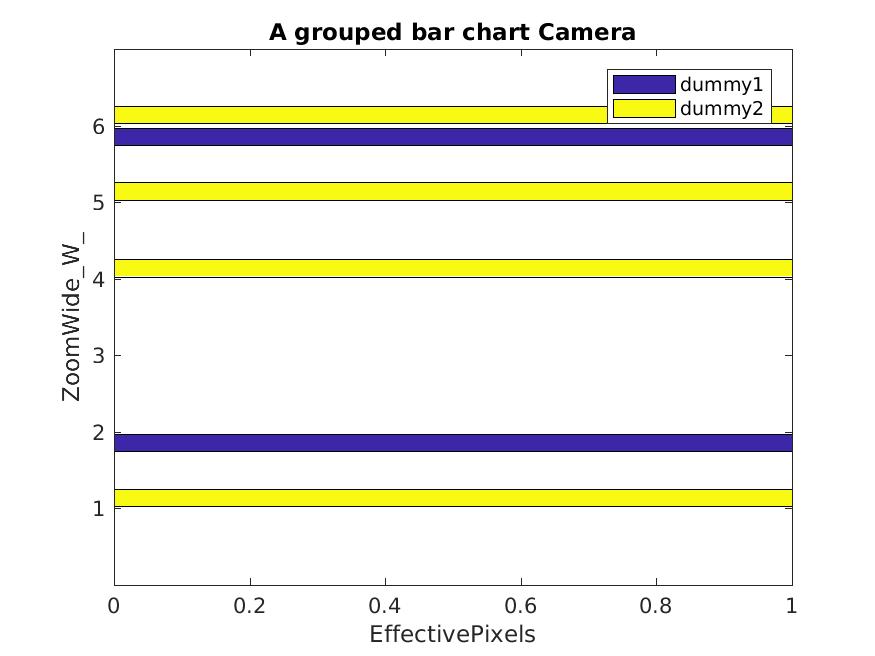 A grouped bar chart Camera
dummy1
dummy2
6
5
4
3
2
1
ZoomWide_W_
0 0.2 0.4 0.6 0.8 1
EffectivePixels